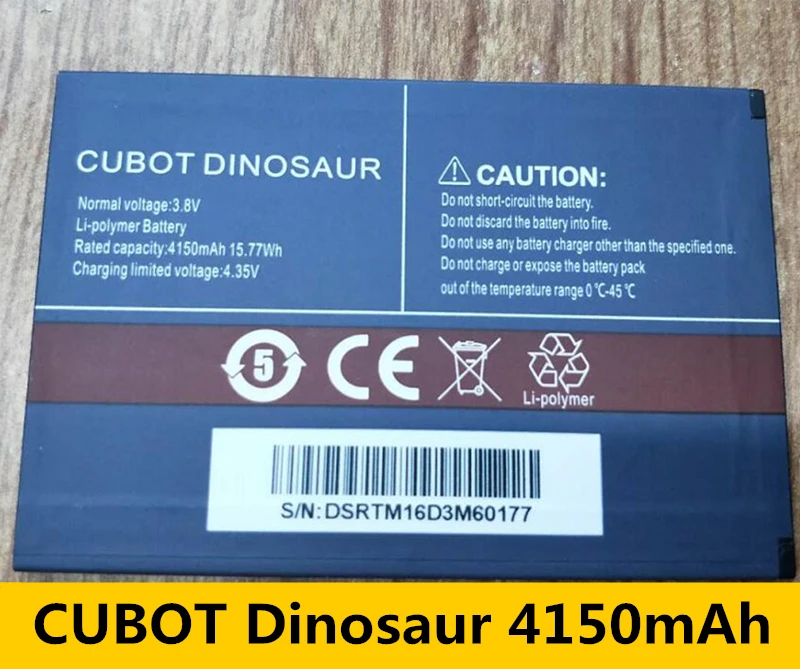 CUBOT DINOSAUR
Normal voltage:3.8V
Li-polymer Battery
Rated capacity:4150mAh 15.77Wh
Charging limited voltage:4.35V
⚠ CAUTION:
Do not short-circuit the battery.
Do not discard the battery into fire.
Do not use any battery charger other than the specified one.
Do not charge or expose the battery pack
out of the temperature range 0℃-45℃
5
CE
Li-polymer
S/N:DSRTM16D3M60177
CUBOT Dinosaur 4150mAh